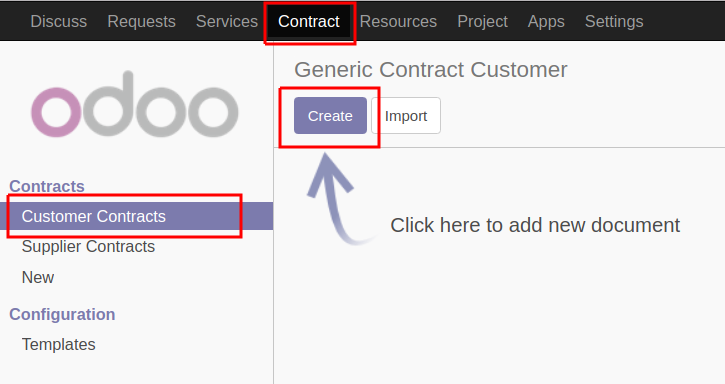 Discuss Requests Services Contract Resources Project Apps Settings
odoo
Generic Contract Customer
Create Import
Contracts
Customer Contracts
Supplier Contracts
New
Configuration
Templates
Click here to add new document